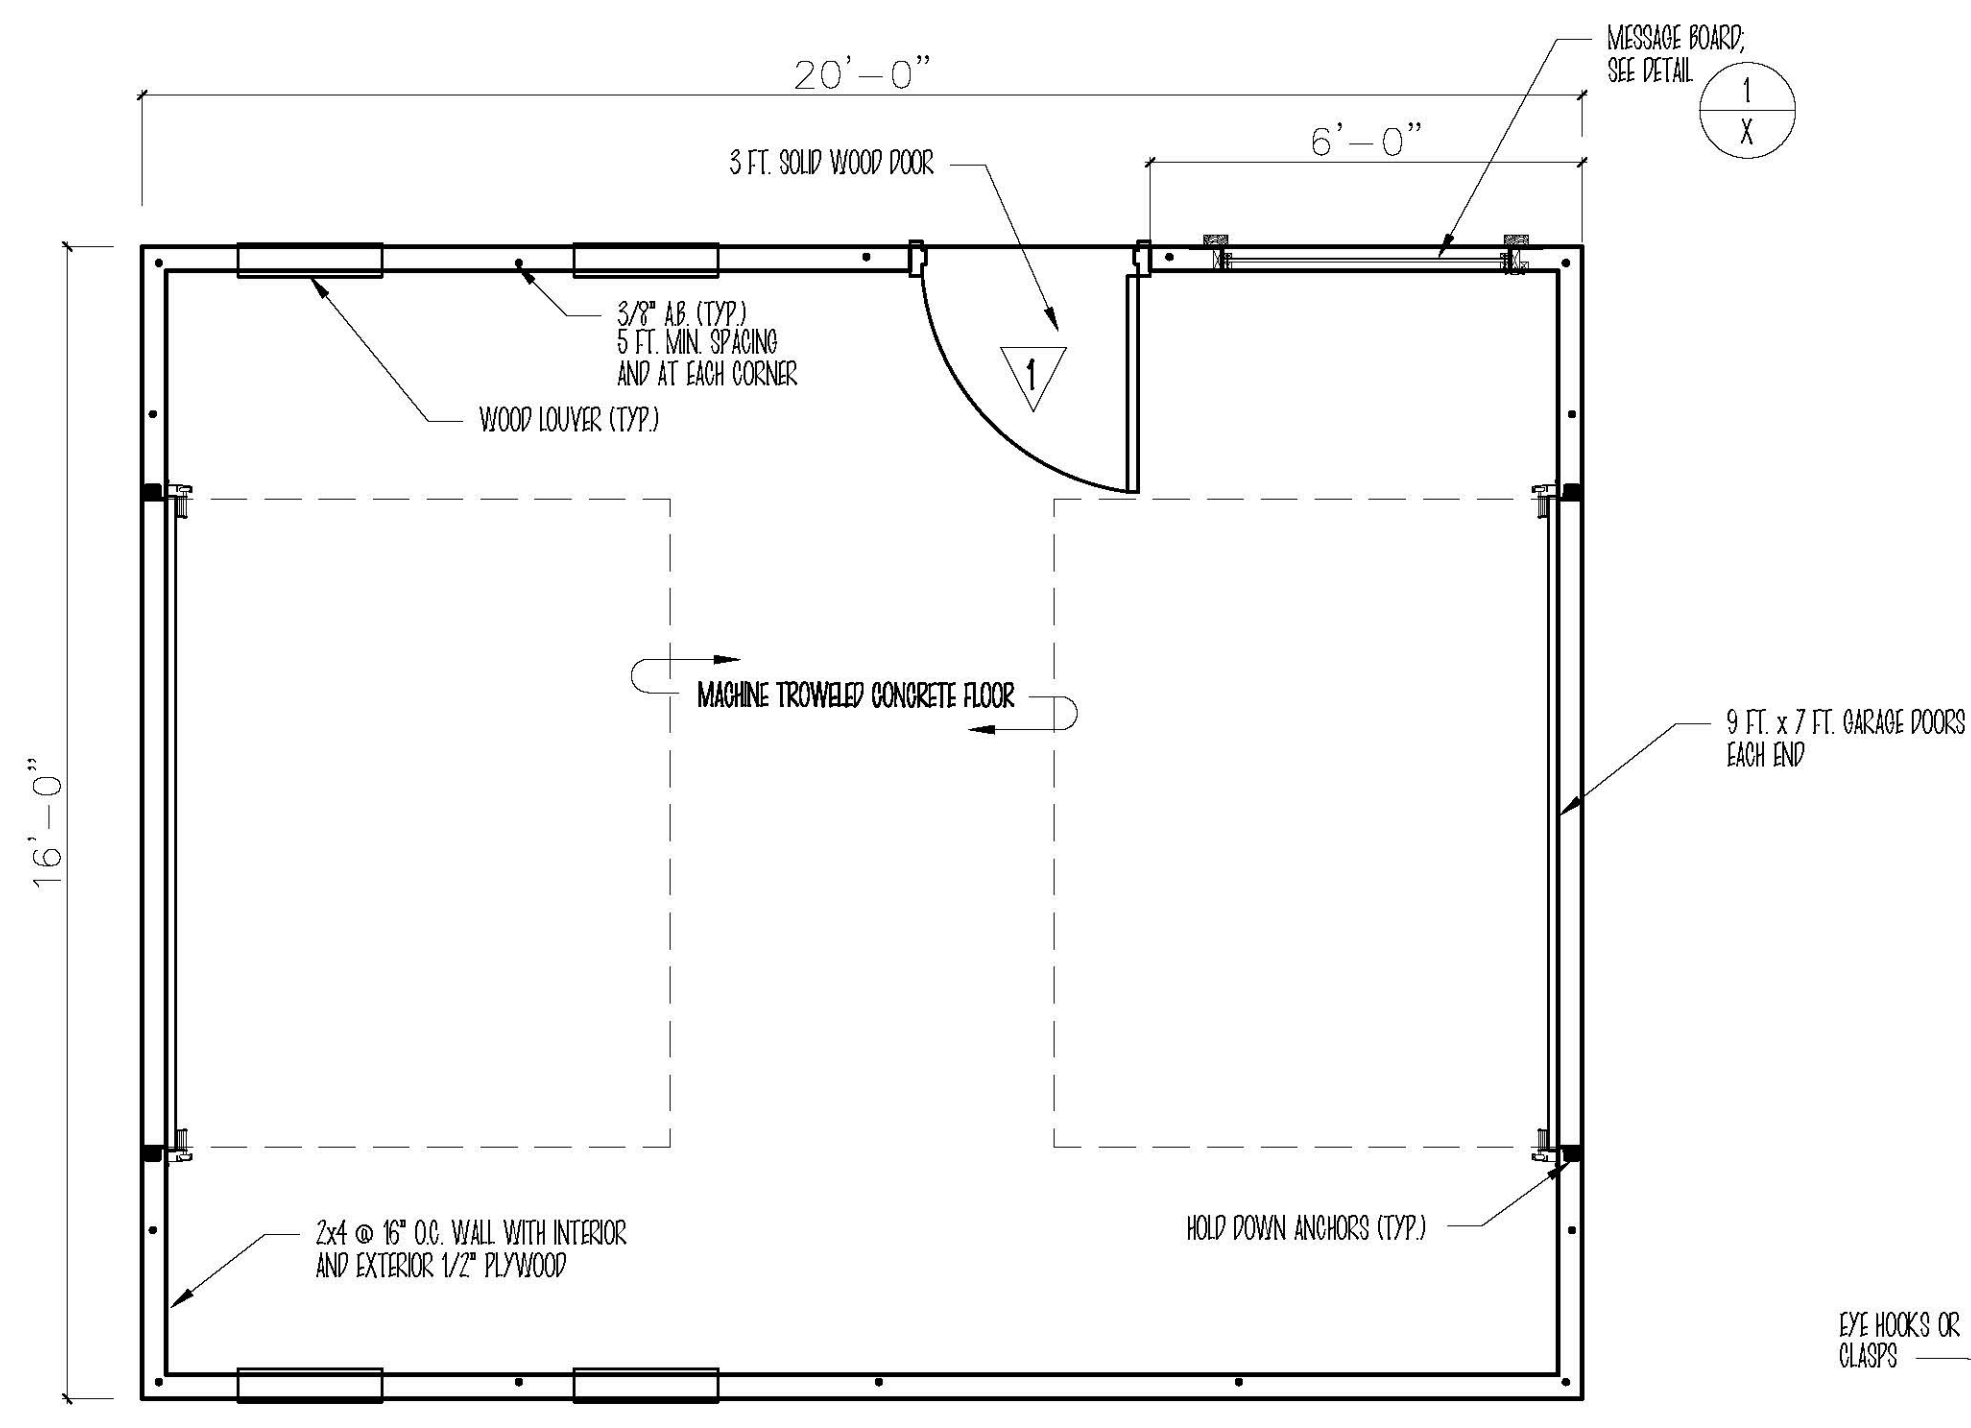 MESSAGE BOARD;
SEE DETAIL
1
X
20'-0"
6'-0"
3 FT. SOLID WOOD DOOR
3/8" A.B. (TYP.)
5 FT. MIN. SPACING
AND AT EACH CORNER
1
WOOD LOUVER (TYP.)
MACHINE TROWELED CONCRETE FLOOR
9 FT. x 7 FT. GARAGE DOORS
EACH END
16'-0"
HOLD DOWN ANCHORS (TYP.)
2x4 @ 16" O.C. WALL WITH INTERIOR
AND EXTERIOR 1/2" PLYWOOD
EYE HOOKS OR
CLASPS